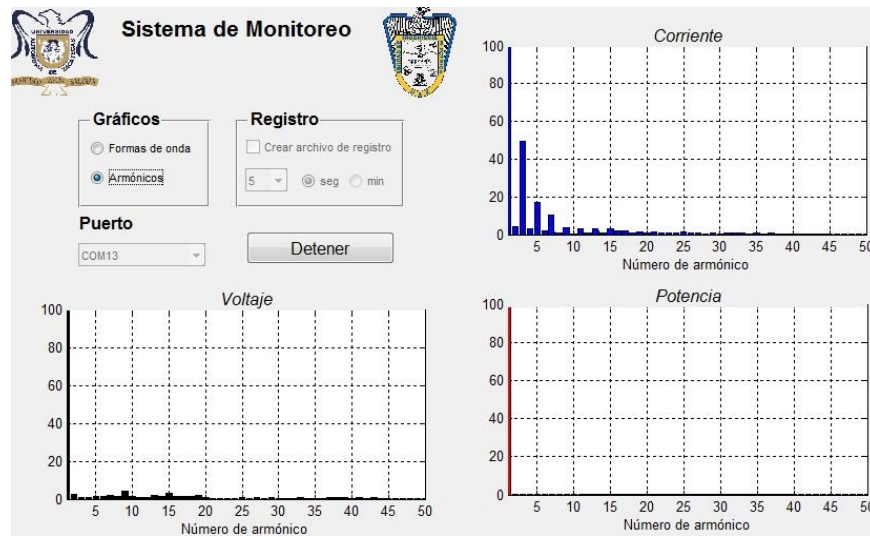 Sistema de Monitoreo
UNIVERSIDAD
Gráficos
Formas de onda
Armónicos
Registro
Crear archivo de registro
5 seg min
Puerto
COM13
Detener
Corriente
100
80
60
40
20
0
5 10 15 20 25 30 35 40 45 50
Número de armónico
Voltaje
100
80
60
40
20
0
5 10 15 20 25 30 35 40 45 50
Número de armónico
Potencia
100
80
60
40
20
0
5 10 15 20 25 30 35 40 45 50
Número de armónico